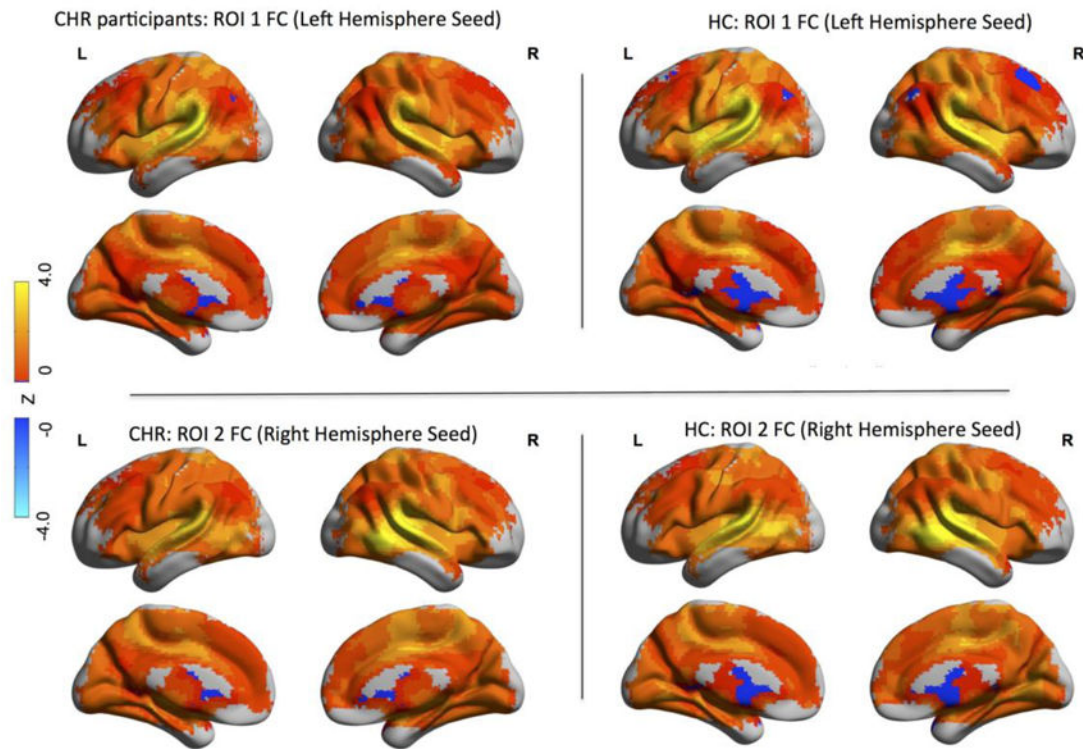 CHR participants: ROI 1 FC (Left Hemisphere Seed)
L
R
HC: ROI 1 FC (Left Hemisphere Seed)
L
R
4.0
0
Z
-0
-4.0
CHR: ROI 2 FC (Right Hemisphere Seed)
L
R
HC: ROI 2 FC (Right Hemisphere Seed)
L
R